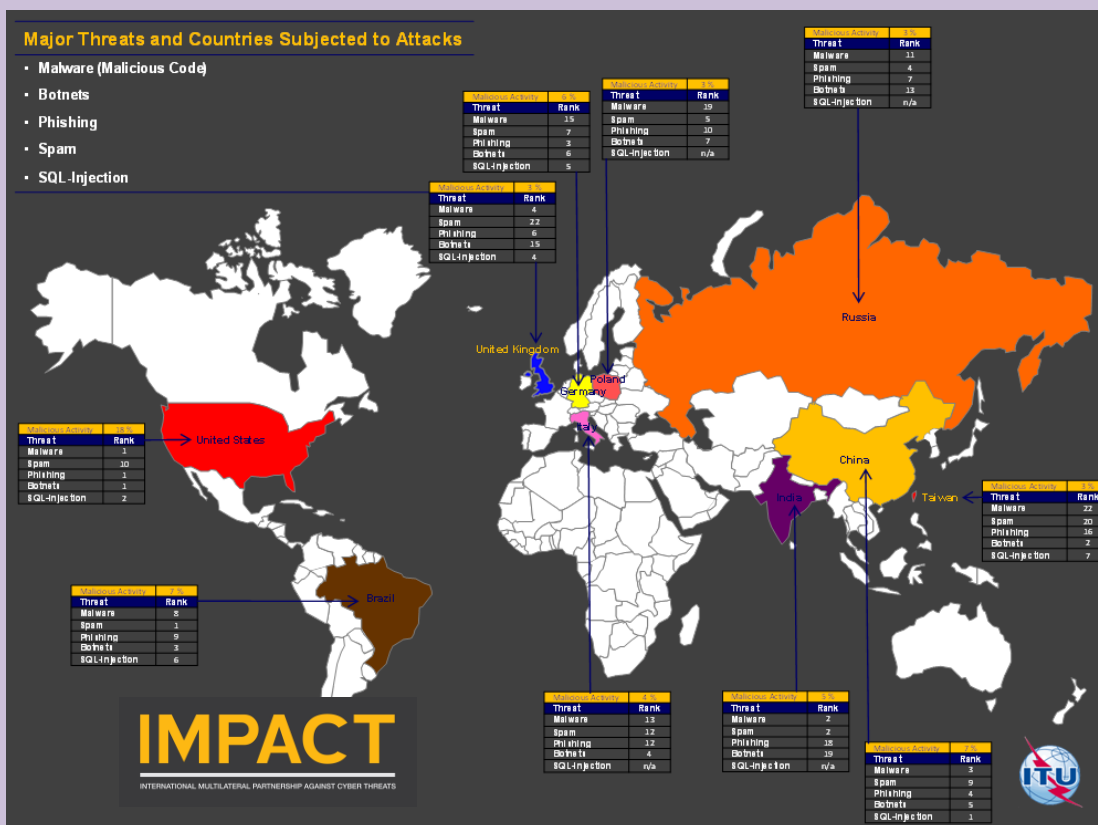 Major Threats and Countries Subjected to Attacks
• Malware (Malicious Code)
• Botnets
• Phishing
• Spam
• SQL-Injection
Malicious Activity 3 %
Threat Rank
Malware 11
Spam 4
Phishing 7
Botnets 13
SQL-Injection n/a
Malicious Activity 3 %
Threat Rank
Malware 19
Spam 5
Phishing 10
Botnets 7
SQL-Injection n/a
Malicious Activity 6 %
Threat Rank
Malware 15
Spam 7
Phishing 3
Botnets 6
SQL-Injection 5
Malicious Activity 3 %
Threat Rank
Malware 4
Spam 22
Phishing 6
Botnets 15
SQL-Injection 4
Russia
United Kingdom
Poland
Germany
Italy
Malicious Activity 18 %
Threat Rank
Malware 1
Spam 10
Phishing 1
Botnets 1
SQL-Injection 2
United States
China
India
Taiwan
Malicious Activity 3 %
Threat Rank
Malware 22
Spam 20
Phishing 16
Botnets 2
SQL-Injection 7
Malicious Activity 7 %
Threat Rank
Malware 8
Spam 1
Phishing 9
Botnets 3
SQL-Injection 6
Brazil
Malicious Activity 4 %
Threat Rank
Malware 13
Spam 12
Phishing 12
Botnets 4
SQL-Injection n/a
Malicious Activity 5 %
Threat Rank
Malware 2
Spam 2
Phishing 18
Botnets 19
SQL-Injection n/a
Malicious Activity 7 %
Threat Rank
Malware 3
Spam 9
Phishing 4
Botnets 5
SQL-Injection 1
IMPACT
INTERNATIONAL MULTILATERAL PARTNERSHIP AGAINST CYBER THREATS
ITU